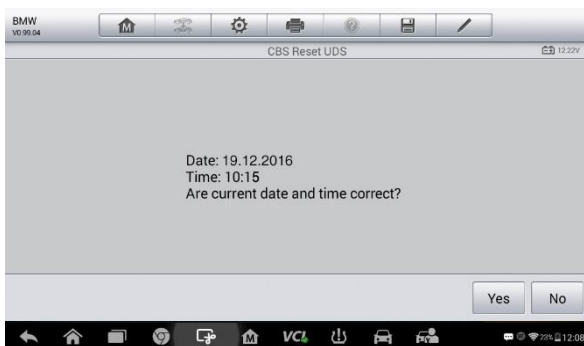 BMW
V0.99.04
CBS Reset UDS
12.22V
Date: 19.12.2016
Time: 10:15
Are current date and time correct?
Yes No
VCI 23% 12:08